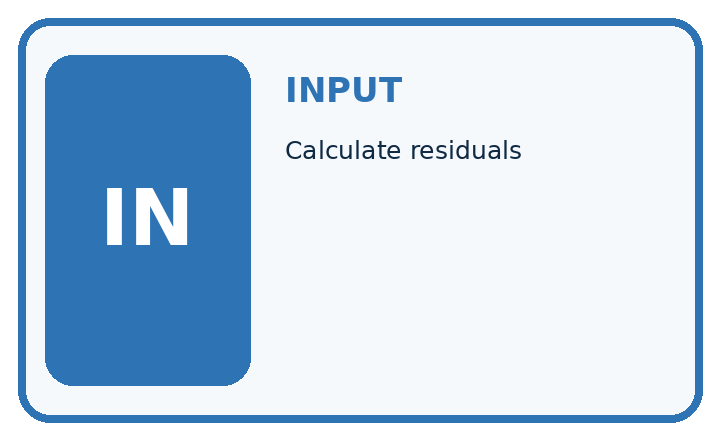 IN
INPUT
Calculate residuals